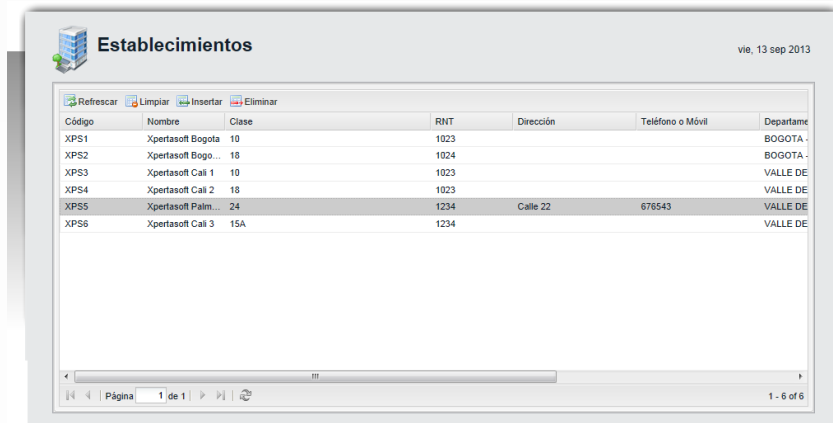 Establecimientos
vie, 13 sep 2013
Refrescar Limpiar Insertar Eliminar
Código Nombre Clase RNT Dirección Teléfono o Móvil Departame
XPS1 Xpertasoft Bogota 10 1023 BOGOTA -
XPS2 Xpertasoft Bogo... 18 1024 BOGOTA -
XPS3 Xpertasoft Cali 1 10 1023 VALLE DE
XPS4 Xpertasoft Cali 2 18 1023 VALLE DE
XPS5 Xpertasoft Palm... 24 1234 Calle 22 676543 VALLE DE
XPS6 Xpertasoft Cali 3 15A 1234 VALLE DE
Página 1 de 1 1 - 6 of 6